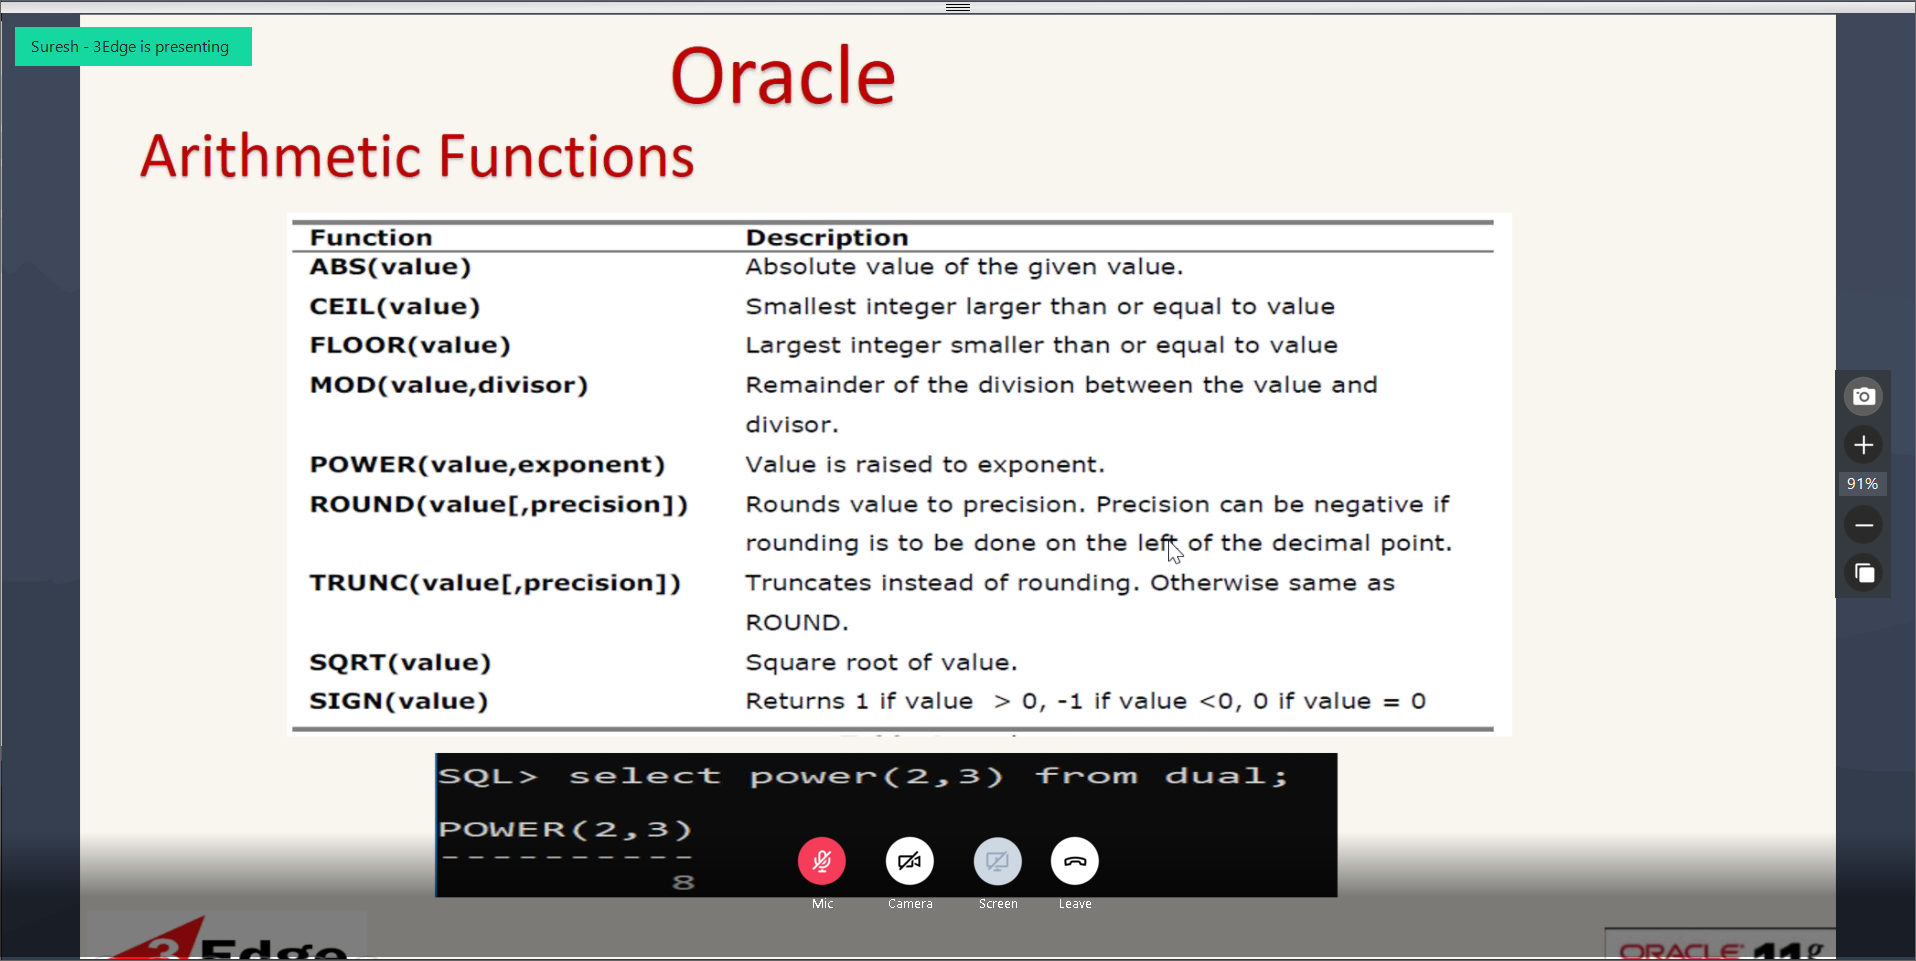 Suresh - 3Edge is presenting
Oracle
Arithmetic Functions
Function Description
ABS(value) Absolute value of the given value.
CEIL(value) Smallest integer larger than or equal to value
FLOOR(value) Largest integer smaller than or equal to value
MOD(value,divisor) Remainder of the division between the value and
divisor.
POWER(value,exponent) Value is raised to exponent.
ROUND(value[,precision]) Rounds value to precision. Precision can be negative if
rounding is to be done on the left of the decimal point.
TRUNC(value[,precision]) Truncates instead of rounding. Otherwise same as
ROUND.
SQRT(value) Square root of value.
SIGN(value) Returns 1 if value > 0, -1 if value <0, 0 if value = 0
91%
SQL> select power(2,3) from dual;
POWER(2,3)
----------
8
Mic Camera Screen Leave
3 Edge
ORACLE 11g